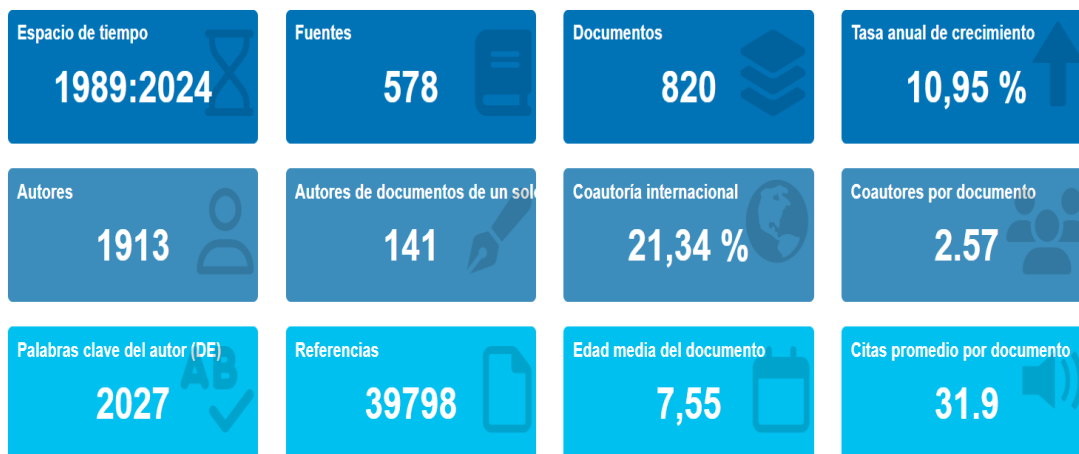 Espacio de tiempo
1989:2024
Fuentes
578
Documentos
820
Tasa anual de crecimiento
10,95 %
Autores
1913
Autores de documentos de un solo
141
Coautoría internacional
21,34 %
Coautores por documento
2.57
Palabras clave del autor (DE)
2027
Referencias
39798
Edad media del documento
7,55
Citas promedio por documento
31.9
AB